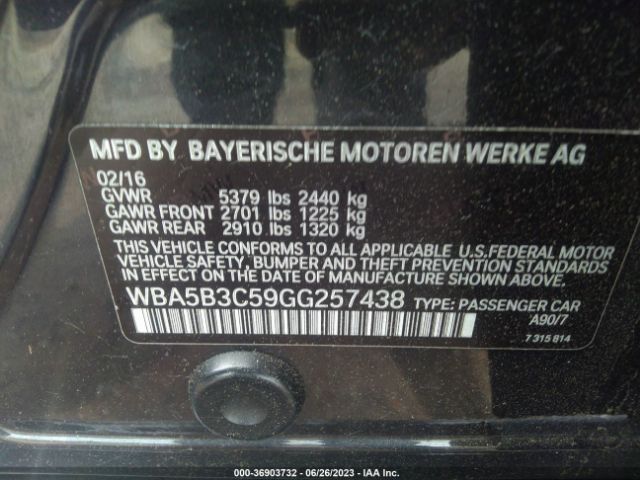 MFD BY BAYERISCHE MOTOREN WERKE AG
02/16
GVWR 5379 lbs 2440 kg
GAWR FRONT 2701 lbs 1225 kg
GAWR REAR 2910 lbs 1320 kg
THIS VEHICLE CONFORMS TO ALL APPLICABLE U.S.FEDERAL MOTOR
VEHICLE SAFETY, BUMPER AND THEFT PREVENTION STANDARDS
IN EFFECT ON THE DATE OF MANUFACTURE SHOWN ABOVE.
WBA5B3C59GG257438 TYPE: PASSENGER CAR
A90/7
7 315 814
000-36903732 - 06/26/2023 - IAA Inc.